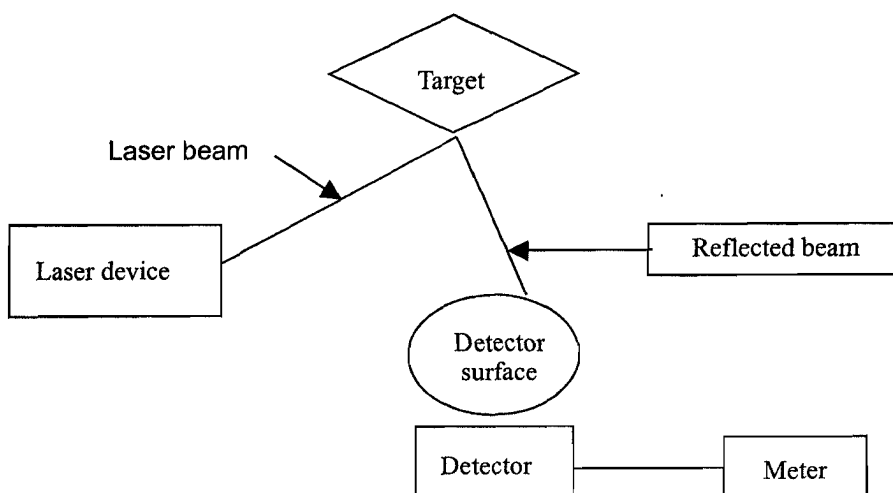 Target
Laser beam
Laser device
Reflected beam
Detector
surface
Detector
Meter